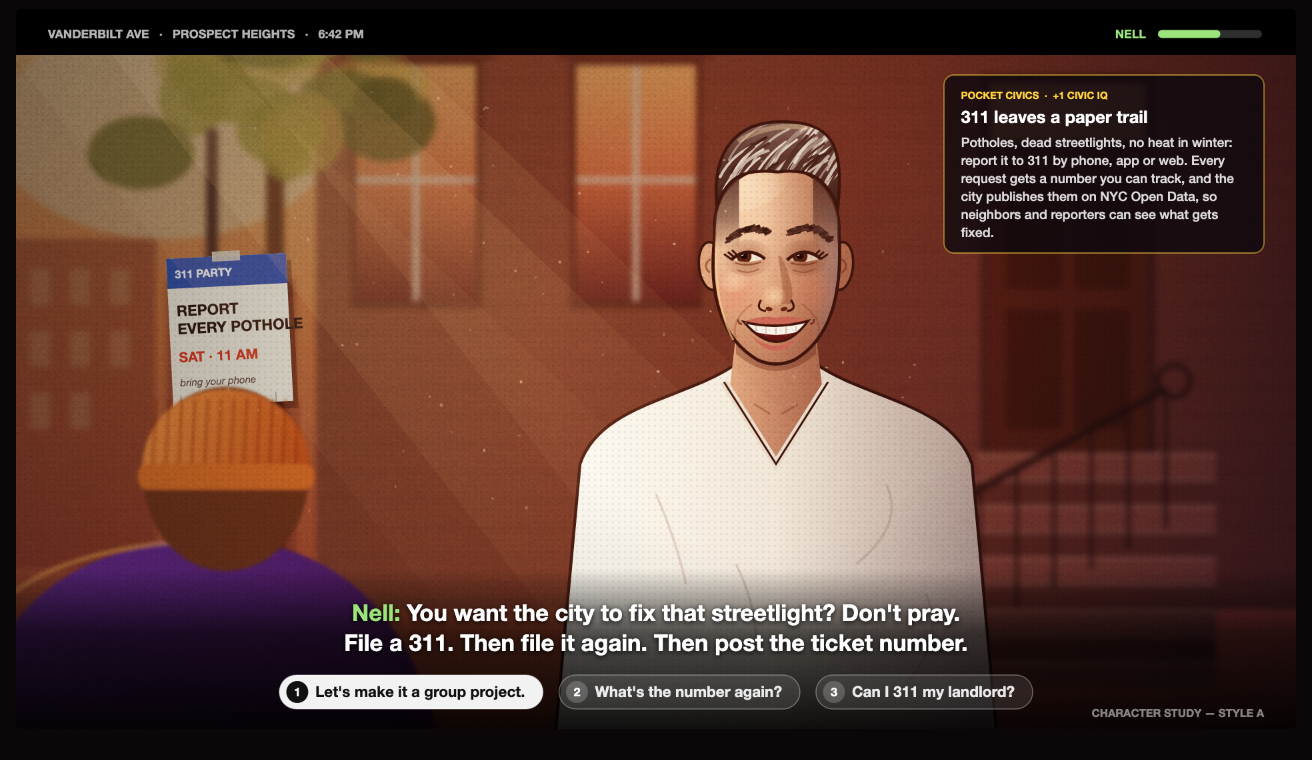 VANDERBILT AVE · PROSPECT HEIGHTS · 6:42 PM
NELL
POCKET CIVICS · +1 CIVIC IQ
311 leaves a paper trail
Potholes, dead streetlights, no heat in winter:
report it to 311 by phone, app or web. Every
request gets a number you can track, and the
city publishes them on NYC Open Data, so
neighbors and reporters can see what gets
fixed.
311 PARTY
REPORT
EVERY POTHOLE
SAT · 11 AM
bring your phone
Nell: You want the city to fix that streetlight? Don't pray.
File a 311. Then file it again. Then post the ticket number.
1 Let's make it a group project.
2 What's the number again?
3 Can I 311 my landlord?
CHARACTER STUDY — STYLE A